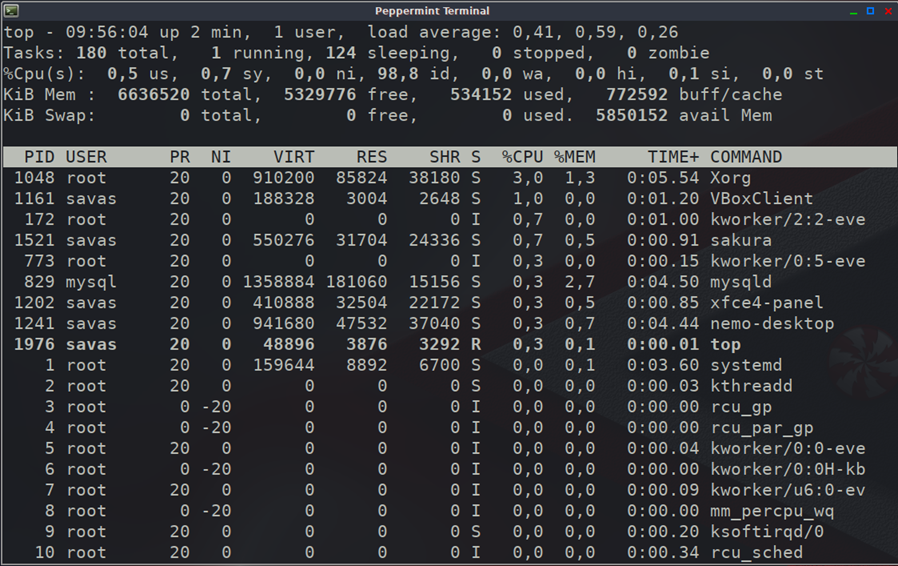 Peppermint Terminal
top - 09:56:04 up 2 min,  1 user,  load average: 0,41, 0,59, 0,26
Tasks: 180 total,   1 running, 124 sleeping,   0 stopped,   0 zombie
%Cpu(s):  0,5 us,  0,7 sy,  0,0 ni, 98,8 id,  0,0 wa,  0,0 hi,  0,1 si,  0,0 st
KiB Mem :  6636520 total,  5329776 free,   534152 used,   772592 buff/cache
KiB Swap:        0 total,        0 free,        0 used.  5850152 avail Mem
PID USER      PR  NI    VIRT    RES    SHR S  %CPU %MEM     TIME+ COMMAND
1048 root      20   0  910200  85824  38180 S   3,0  1,3   0:05.54 Xorg
1161 savas     20   0  188328   3004   2648 S   1,0  0,0   0:01.20 VBoxClient
172 root      20   0       0      0      0 I   0,7  0,0   0:01.00 kworker/2:2-eve
1521 savas     20   0  550276  31704  24336 S   0,7  0,5   0:00.91 sakura
773 root      20   0       0      0      0 I   0,3  0,0   0:00.15 kworker/0:5-eve
829 mysql     20   0 1358884 181060  15156 S   0,3  2,7   0:04.50 mysqld
1202 savas     20   0  410888  32504  22172 S   0,3  0,5   0:00.85 xfce4-panel
1241 savas     20   0  941680  47532  37040 S   0,3  0,7   0:04.44 nemo-desktop
1976 savas     20   0   48896   3876   3292 R   0,3  0,1   0:00.01 top
1 root      20   0  159644   8892   6700 S   0,0  0,1   0:03.60 systemd
2 root      20   0       0      0      0 S   0,0  0,0   0:00.03 kthreadd
3 root       0 -20       0      0      0 I   0,0  0,0   0:00.00 rcu_gp
4 root       0 -20       0      0      0 I   0,0  0,0   0:00.00 rcu_par_gp
5 root      20   0       0      0      0 I   0,0  0,0   0:00.04 kworker/0:0-eve
6 root       0 -20       0      0      0 I   0,0  0,0   0:00.00 kworker/0:0H-kb
7 root      20   0       0      0      0 I   0,0  0,0   0:00.09 kworker/u6:0-ev
8 root       0 -20       0      0      0 I   0,0  0,0   0:00.00 mm_percpu_wq
9 root      20   0       0      0      0 S   0,0  0,0   0:00.20 ksoftirqd/0
10 root      20   0       0      0      0 I   0,0  0,0   0:00.34 rcu_sched